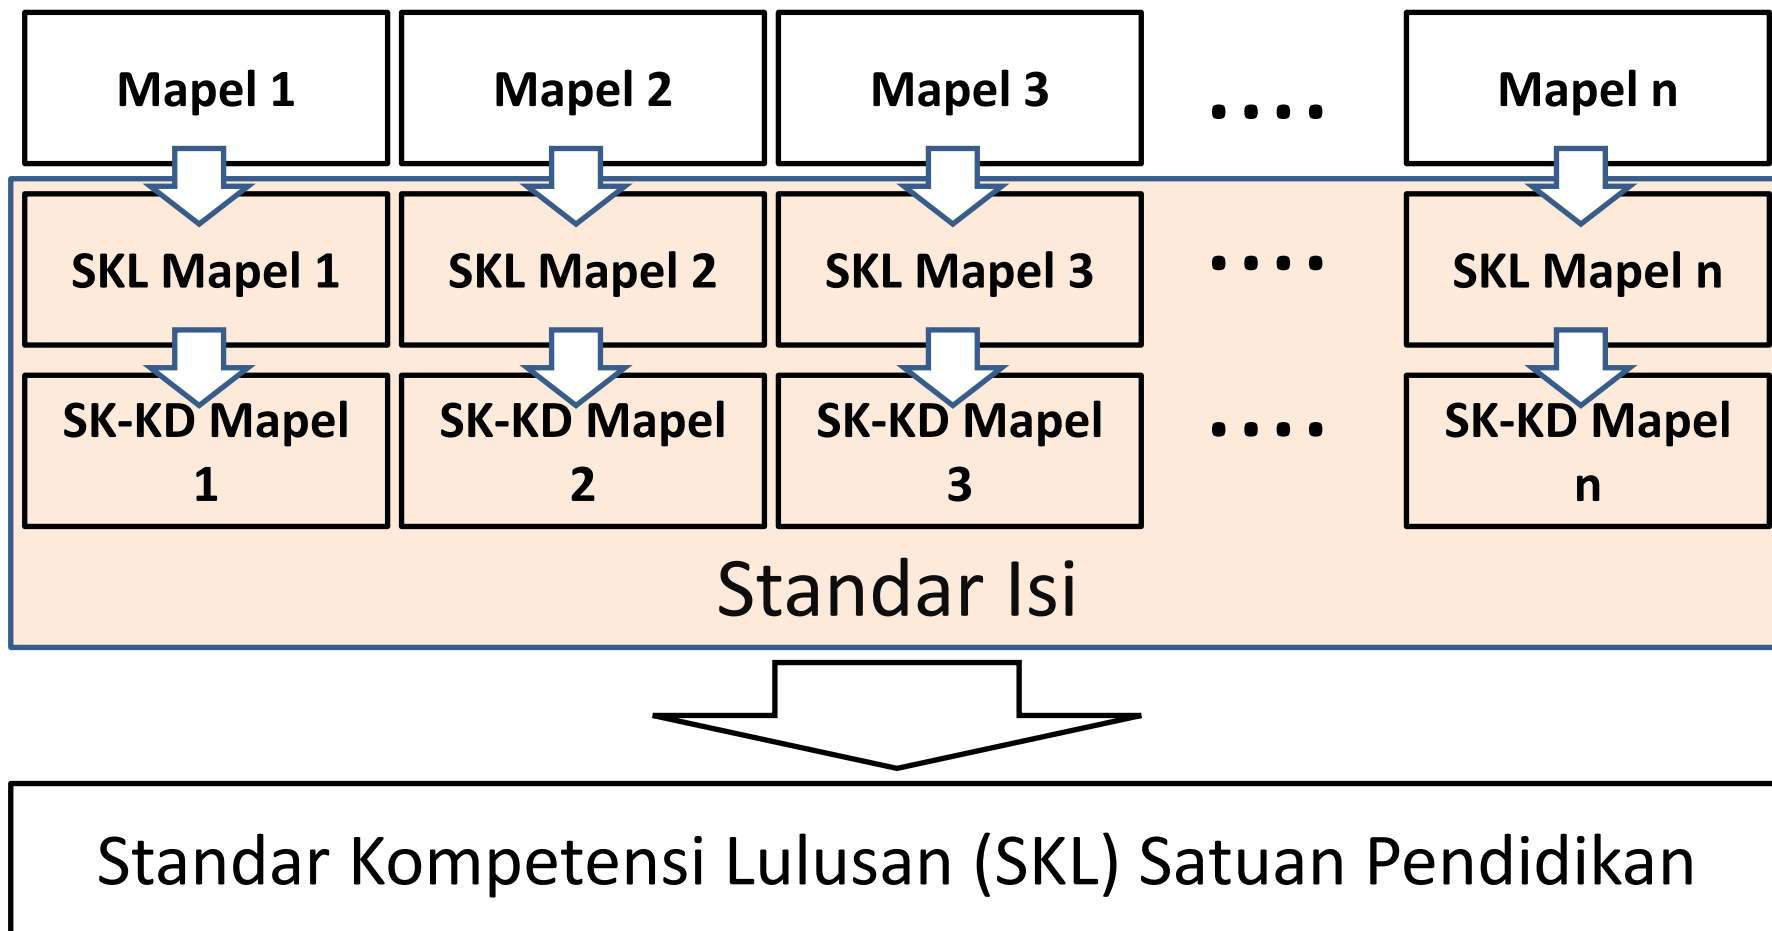 Mapel 1 Mapel 2 Mapel 3 .... Mapel n
SKL Mapel 1 SKL Mapel 2 SKL Mapel 3 .... SKL Mapel n
SK-KD Mapel 1 SK-KD Mapel 2 SK-KD Mapel 3 .... SK-KD Mapel n
Standar Isi
Standar Kompetensi Lulusan (SKL) Satuan Pendidikan